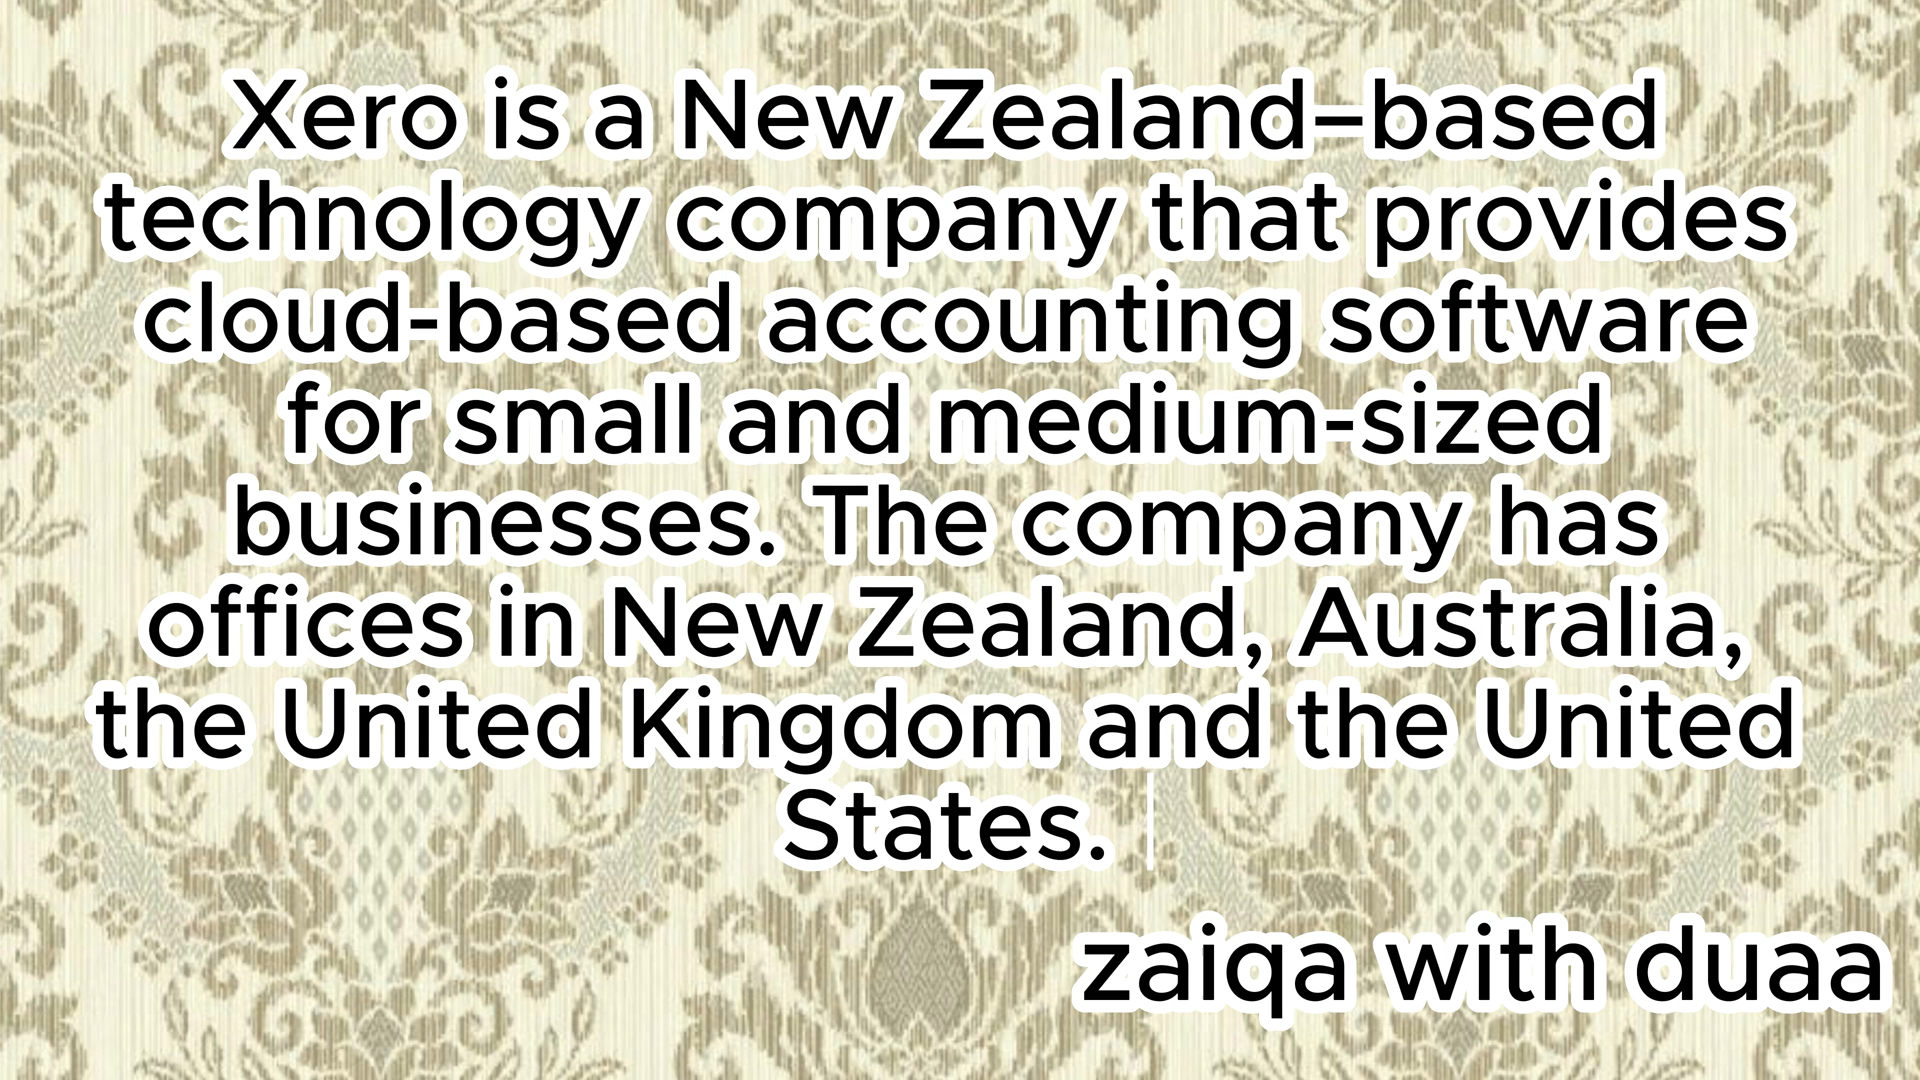 Xero is a New Zealand–based
technology company that provides
cloud-based accounting software
for small and medium-sized
businesses. The company has
offices in New Zealand, Australia,
the United Kingdom and the United
States.
zaiqa with duaa